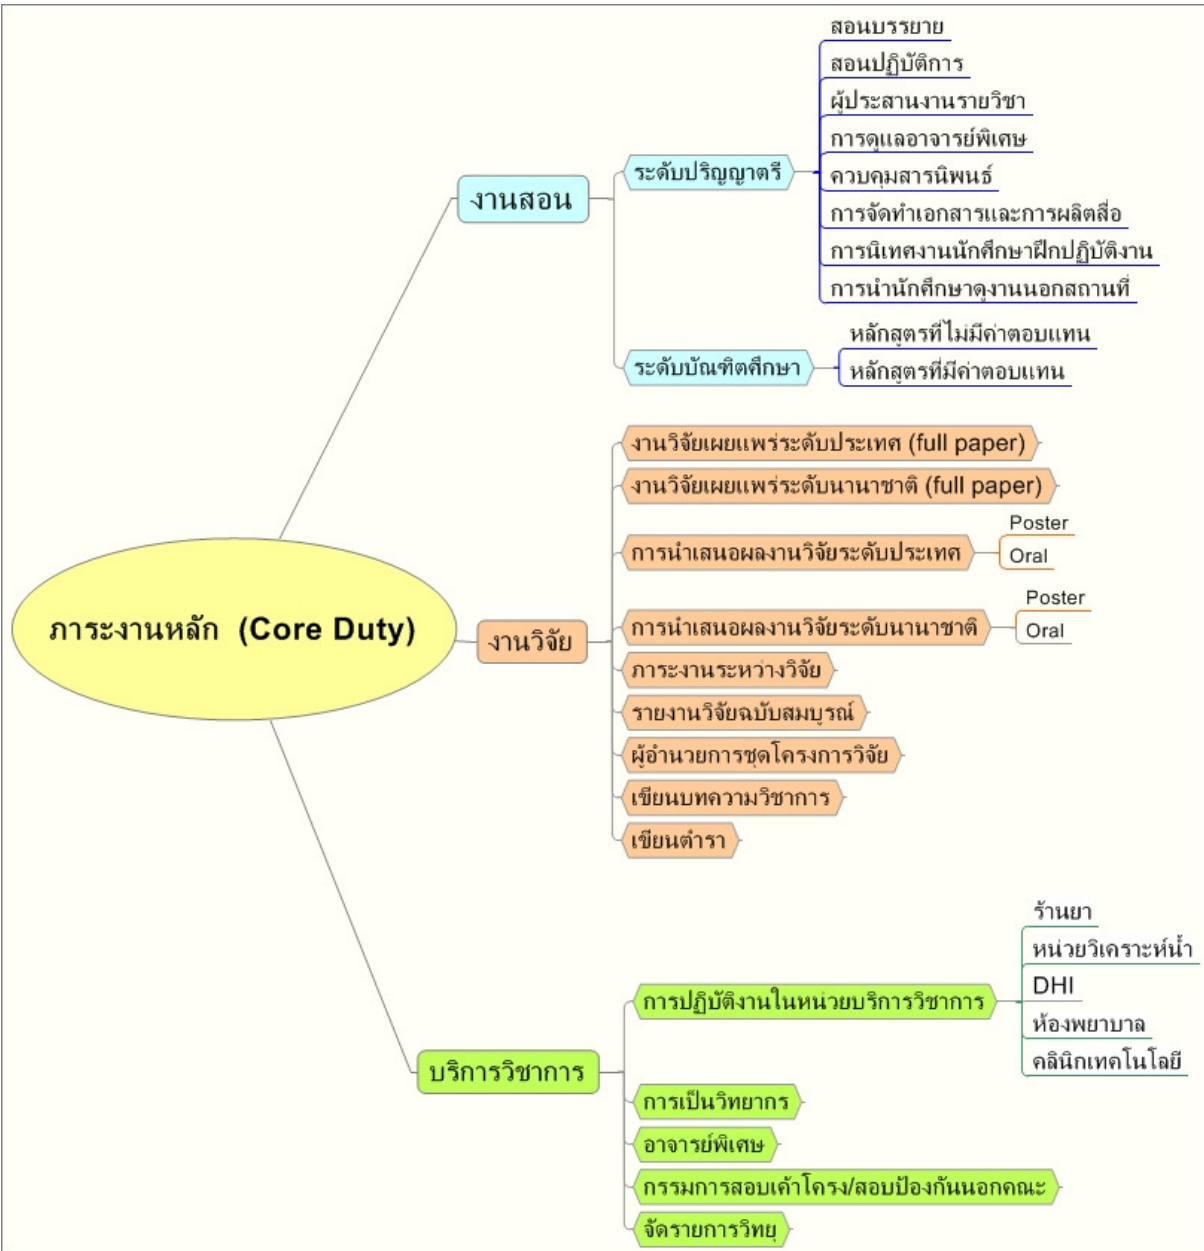 ภาระงานหลัก (Core Duty)
งานสอน
ระดับปริญญาตรี
สอนบรรยาย
สอนปฏิบัติการ
ผู้ประสานงานรายวิชา
การดูแลอาจารย์พิเศษ
ควบคุมสารนิพนธ์
การจัดทำเอกสารและการผลิตสื่อ
การนิเทศงานนักศึกษาฝึกปฏิบัติงาน
การนำนักศึกษาดูงานนอกสถานที่
ระดับบัณฑิตศึกษา
หลักสูตรที่ไม่มีค่าตอบแทน
หลักสูตรที่มีค่าตอบแทน
งานวิจัย
งานวิจัยเผยแพร่ระดับประเทศ (full paper)
งานวิจัยเผยแพร่ระดับนานาชาติ (full paper)
การนำเสนอผลงานวิจัยระดับประเทศ
Poster
Oral
การนำเสนอผลงานวิจัยระดับนานาชาติ
Poster
Oral
ภาระงานระหว่างวิจัย
รายงานวิจัยฉบับสมบูรณ์
ผู้อำนวยการชุดโครงการวิจัย
เขียนบทความวิชาการ
เขียนตำรา
บริการวิชาการ
การปฏิบัติงานในหน่วยบริการวิชาการ
ร้านยา
หน่วยวิเคราะห์น้ำ
DHI
ห้องพยาบาล
คลินิกเทคโนโลยี
การเป็นวิทยากร
อาจารย์พิเศษ
กรรมการสอบเค้าโครง/สอบป้องกันนอกคณะ
จัดรายการวิทยุ